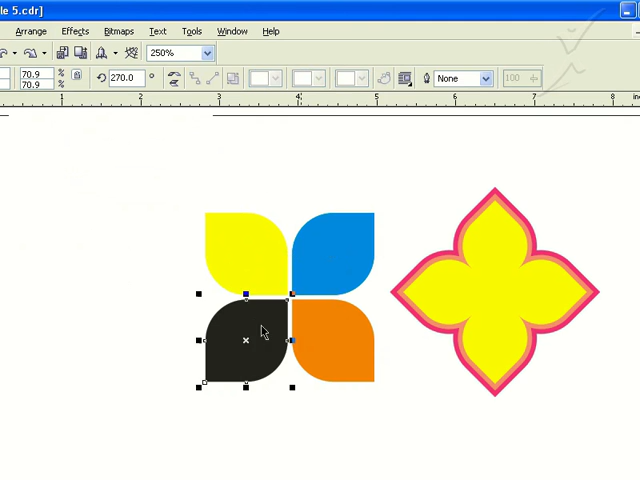 le 5.cdr]
Arrange Effects Bitmaps Text Tools Window Help
250%
70.9 %
70.9 %
270.0 °
None
100
1 2 3 4 5 6 7 8